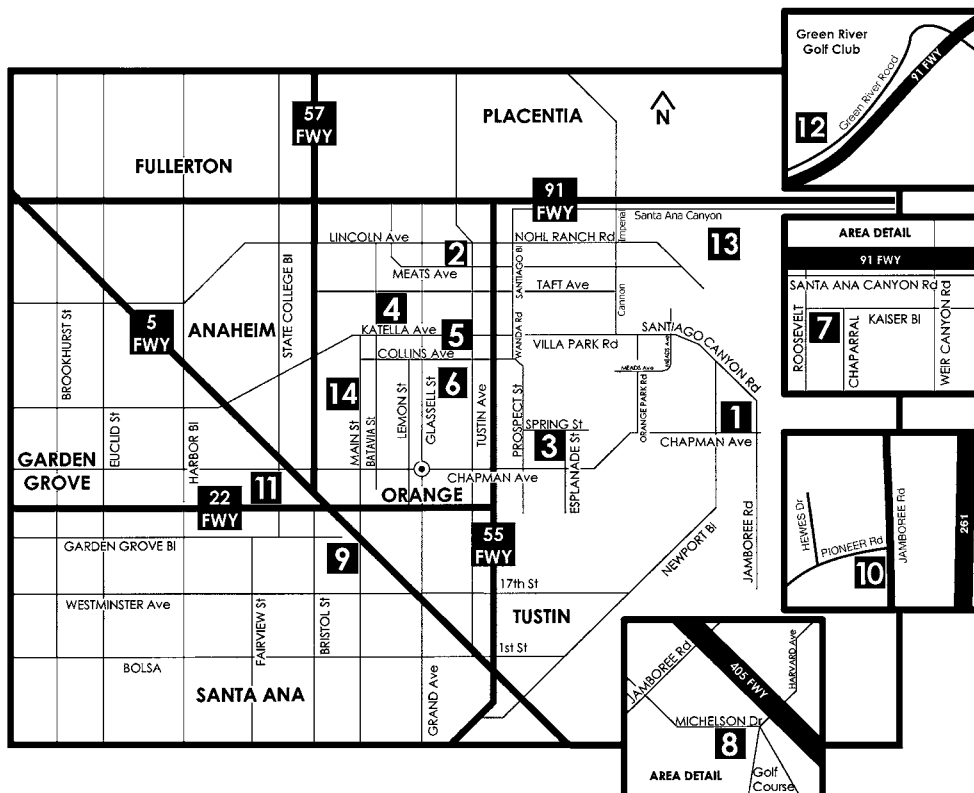 Green River
Golf Club
91 FWY
Green River Road
12
N
57
FWY
PLACENTIA
FULLERTON
91
FWY
Santa Ana Canyon
Imperial
LINCOLN Ave
NOHL RANCH Rd
2
13
MEATS Ave
SANTIAGO Bl
TAFT Ave
Cannon
AREA DETAIL
91 FWY
SANTA ANA CANYON Rd
ROOSEVELT
7
CHAPARRAL
KAISER Bl
WEIR CANYON Rd
BROOKHURST St
5
FWY
ANAHEIM
STATE COLLEGE Bl
4
KATELLA Ave
5
WANDA Rd
VILLA PARK Rd
SANTIAGO CANYON Rd
COLLINS Ave
MEADS Ave
MEADS Ave
14
6
MAIN St
BATAVIA St
LEMON St
GLASSELL St
TUSTIN Ave
PROSPECT St
SPRING St
3
ESPLANADE St
ORANGE PARK Rd
1
CHAPMAN Ave
EUCLID St
HARBOR Bl
GARDEN
GROVE
11
22
FWY
CHAPMAN Ave
ORANGE
55
FWY
NEWPORT Bl
JAMBOREE Rd
HEWES Dr
PIONEER Rd
10
JAMBOREE Rd
261
GARDEN GROVE Bl
9
17th St
WESTMINSTER Ave
FAIRVIEW St
BRISTOL St
TUSTIN
1st St
BOLSA
SANTA ANA
GRAND Ave
JAMBOREE Rd
405 FWY
HARVARD Ave
MICHELSON Dr
8
AREA DETAIL
Golf
Course